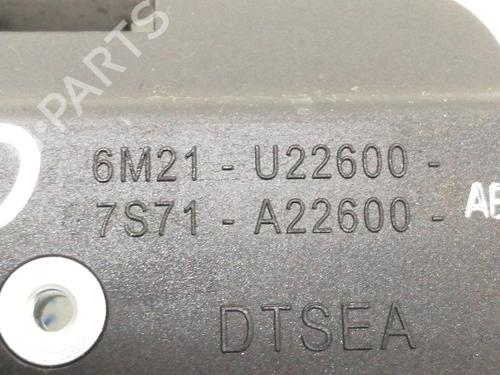 6M21 - U22600 -
7S71 - A22600 -
DTSEA
B PARTS